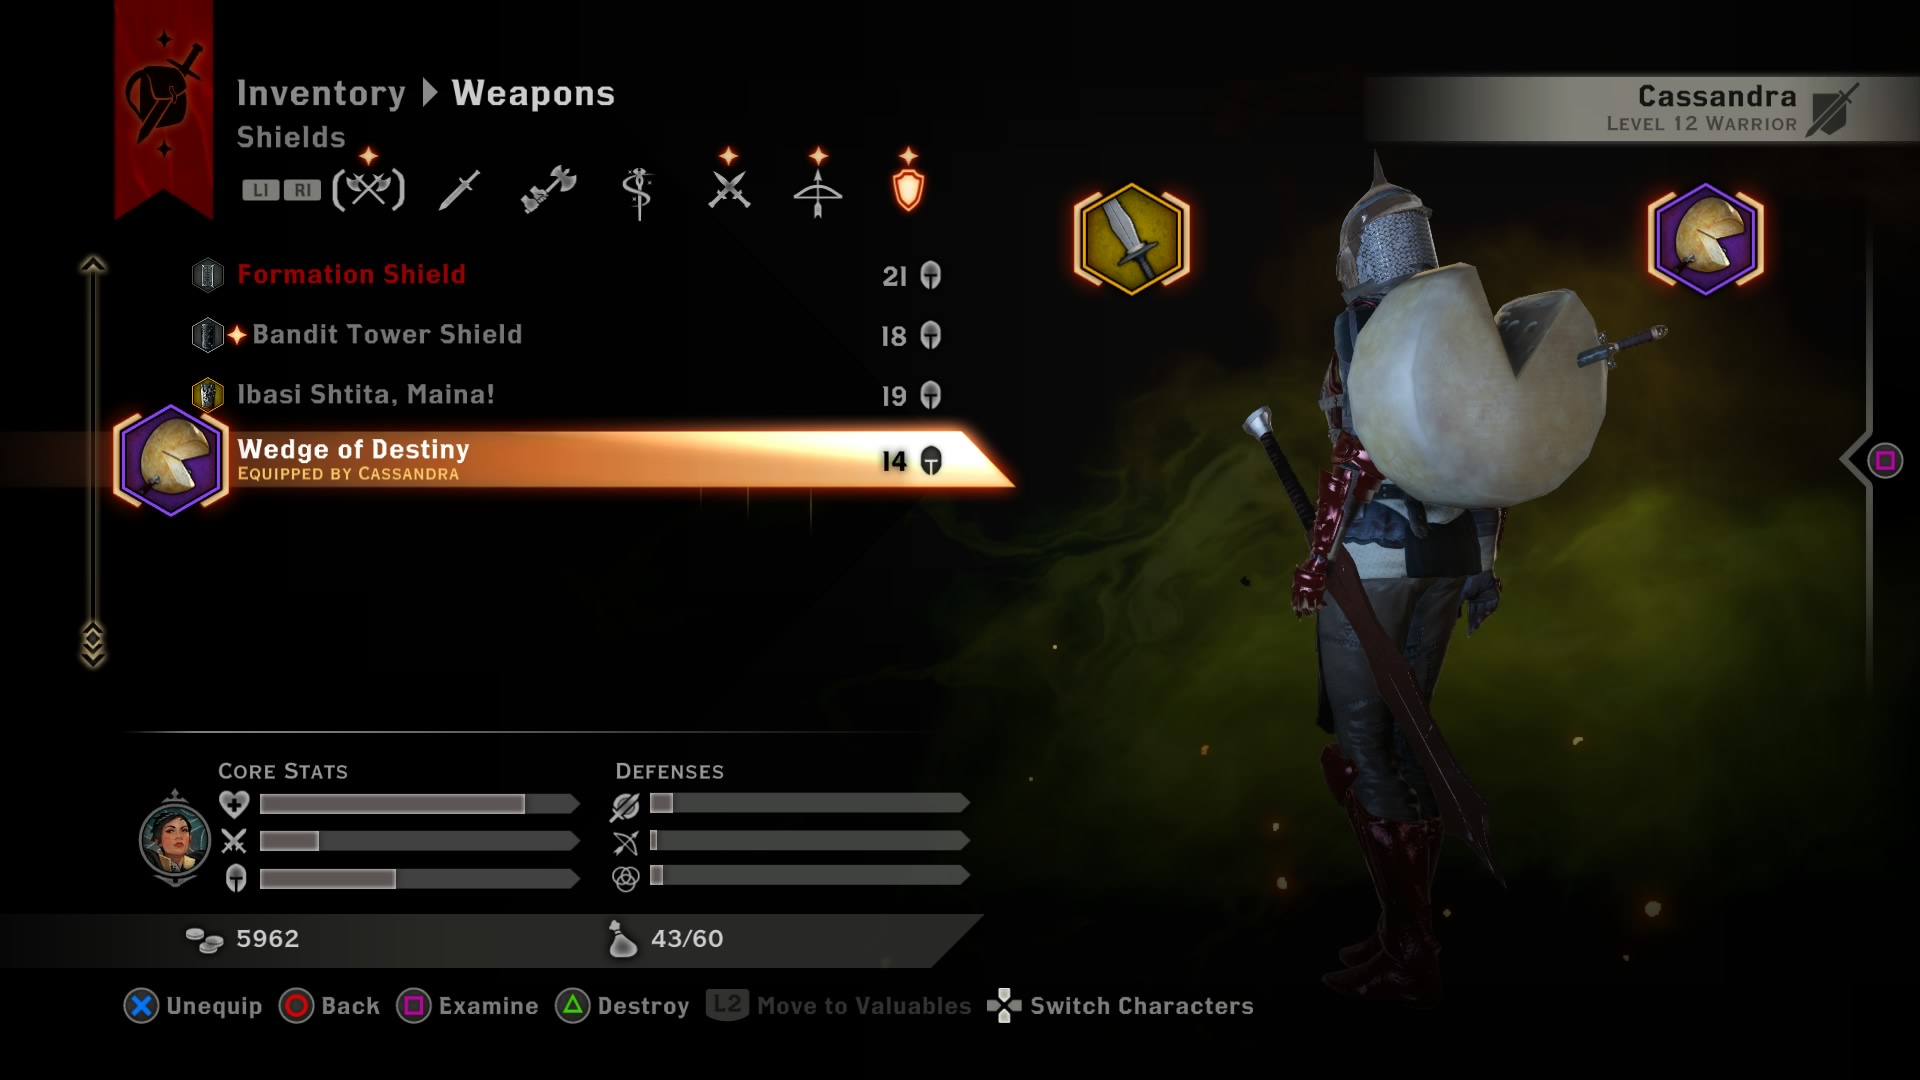 Inventory Weapons
Shields
L1 R1
Cassandra
Level 12 Warrior
Formation Shield 21
Bandit Tower Shield 18
Ibasi Shtita, Maina! 19
Wedge of Destiny 14
Equipped by Cassandra
Core Stats
Defenses
5962
43/60
Unequip Back Examine Destroy L2 Move to Valuables Switch Characters